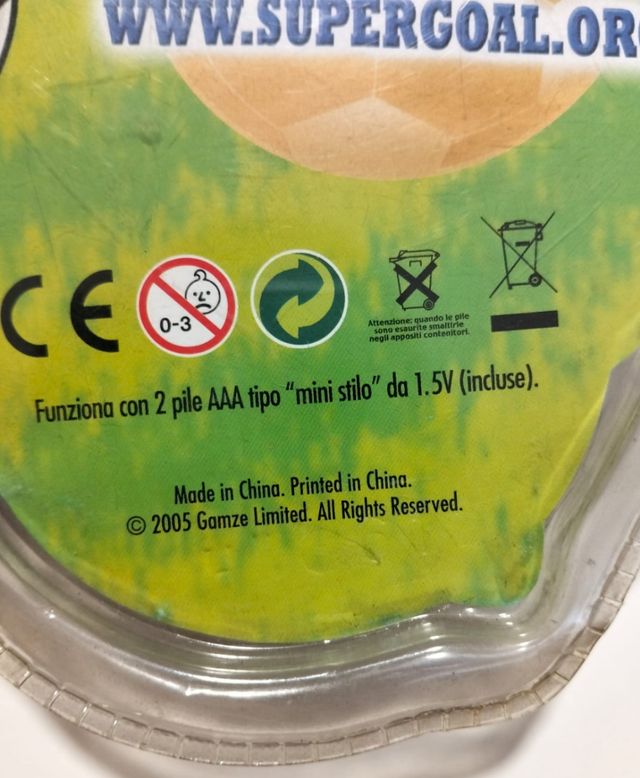 WWW.SUPERGOAL.OR
CE
0-3
Attenzione: quando le pile
sono esaurite smaltirle
negli appositi contenitori.
Funziona con 2 pile AAA tipo "mini stilo" da 1.5V (incluse).
Made in China. Printed in China.
© 2005 Gamze Limited. All Rights Reserved.